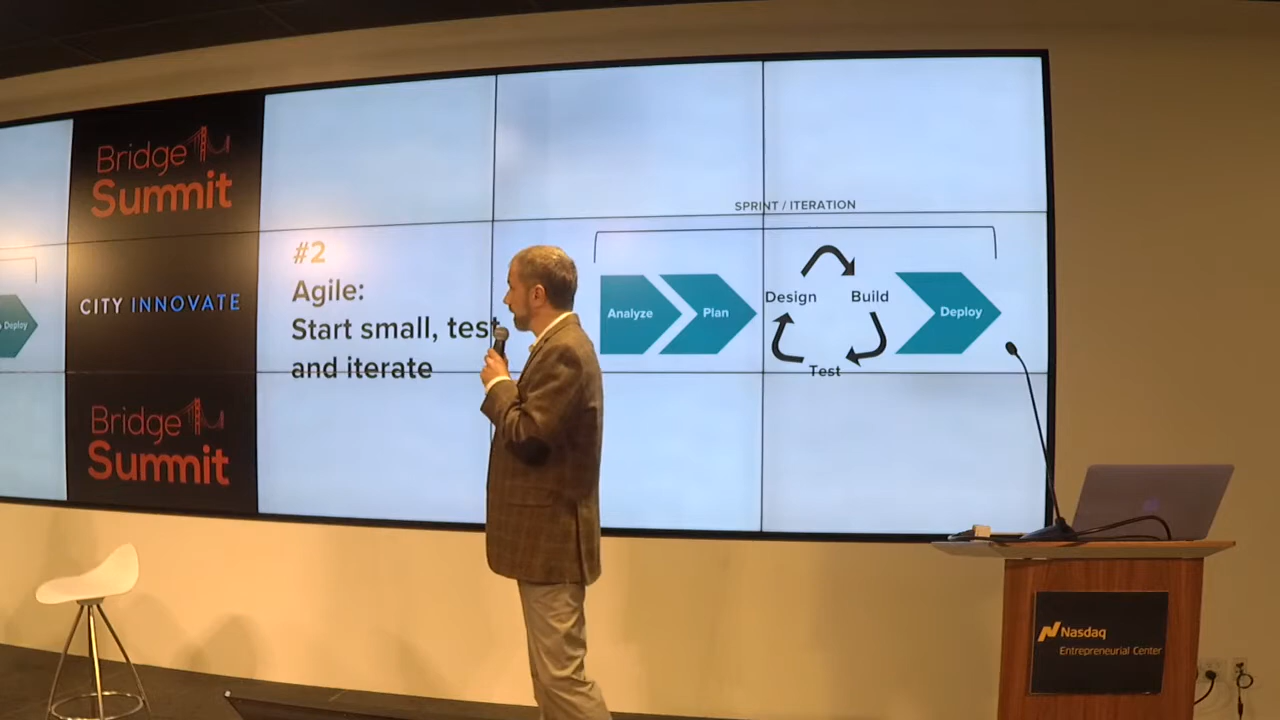 Deploy
Bridge
Summit
CITY INNOVATE
Bridge
Summit
#2
Agile:
Start small, test
and iterate
SPRINT / ITERATION
Analyze
Plan
Design
Build
Test
Deploy
Nasdaq
Entrepreneurial Center